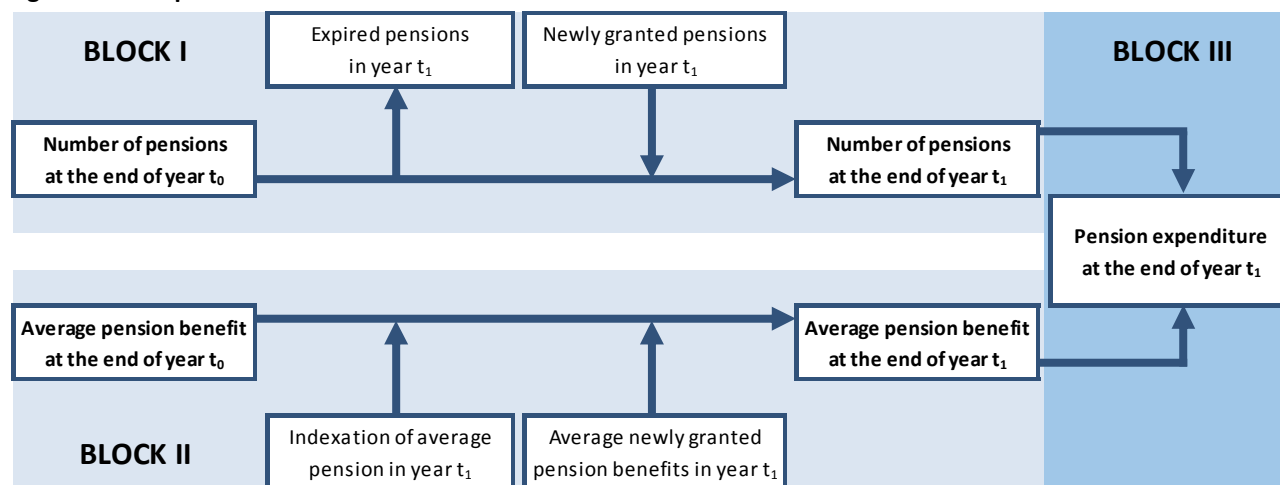 BLOCK I
Expired pensions
in year t₁
Newly granted pensions
in year t₁
BLOCK III
Number of pensions
at the end of year t₀
Number of pensions
at the end of year t₁
Pension expenditure
at the end of year t₁
Average pension benefit
at the end of year t₀
Average pension benefit
at the end of year t₁
BLOCK II
Indexation of average
pension in year t₁
Average newly granted
pension benefits in year t₁